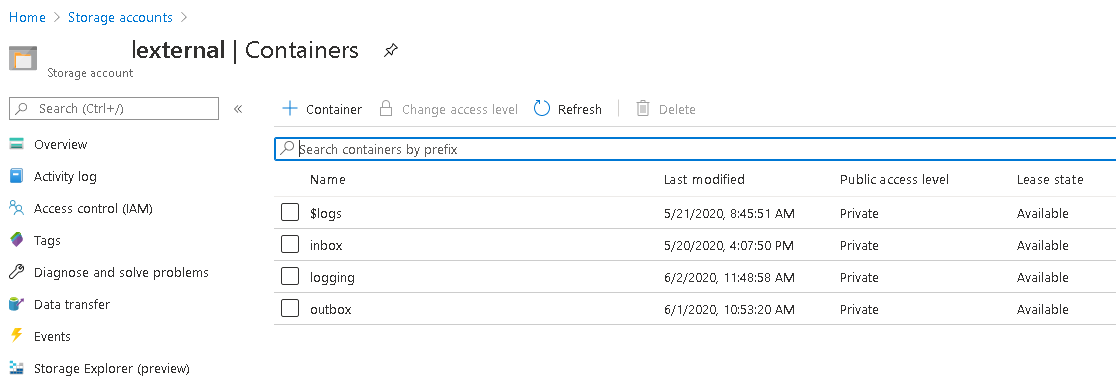 Home > Storage accounts >
lexternal | Containers
Storage account
Search (Ctrl+/)
«
Container
Change access level
Refresh
Delete
Overview
Activity log
Access control (IAM)
Tags
Diagnose and solve problems
Data transfer
Events
Storage Explorer (preview)
Search containers by prefix
Name Last modified Public access level Lease state
$logs 5/21/2020, 8:45:51 AM Private Available
inbox 5/20/2020, 4:07:50 PM Private Available
logging 6/2/2020, 11:48:58 AM Private Available
outbox 6/1/2020, 10:53:20 AM Private Available